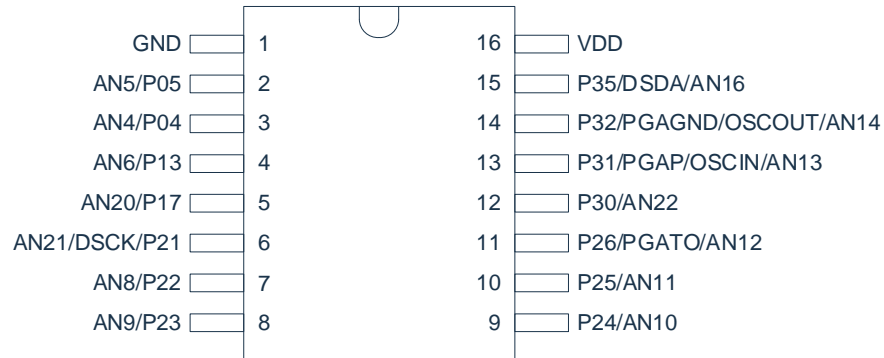 GND 1 16 VDD
AN5/P05 2 15 P35/DSDA/AN16
AN4/P04 3 14 P32/PGAGND/OSCOUT/AN14
AN6/P13 4 13 P31/PGAP/OSCIN/AN13
AN20/P17 5 12 P30/AN22
AN21/DSCK/P21 6 11 P26/PGATO/AN12
AN8/P22 7 10 P25/AN11
AN9/P23 8 9 P24/AN10